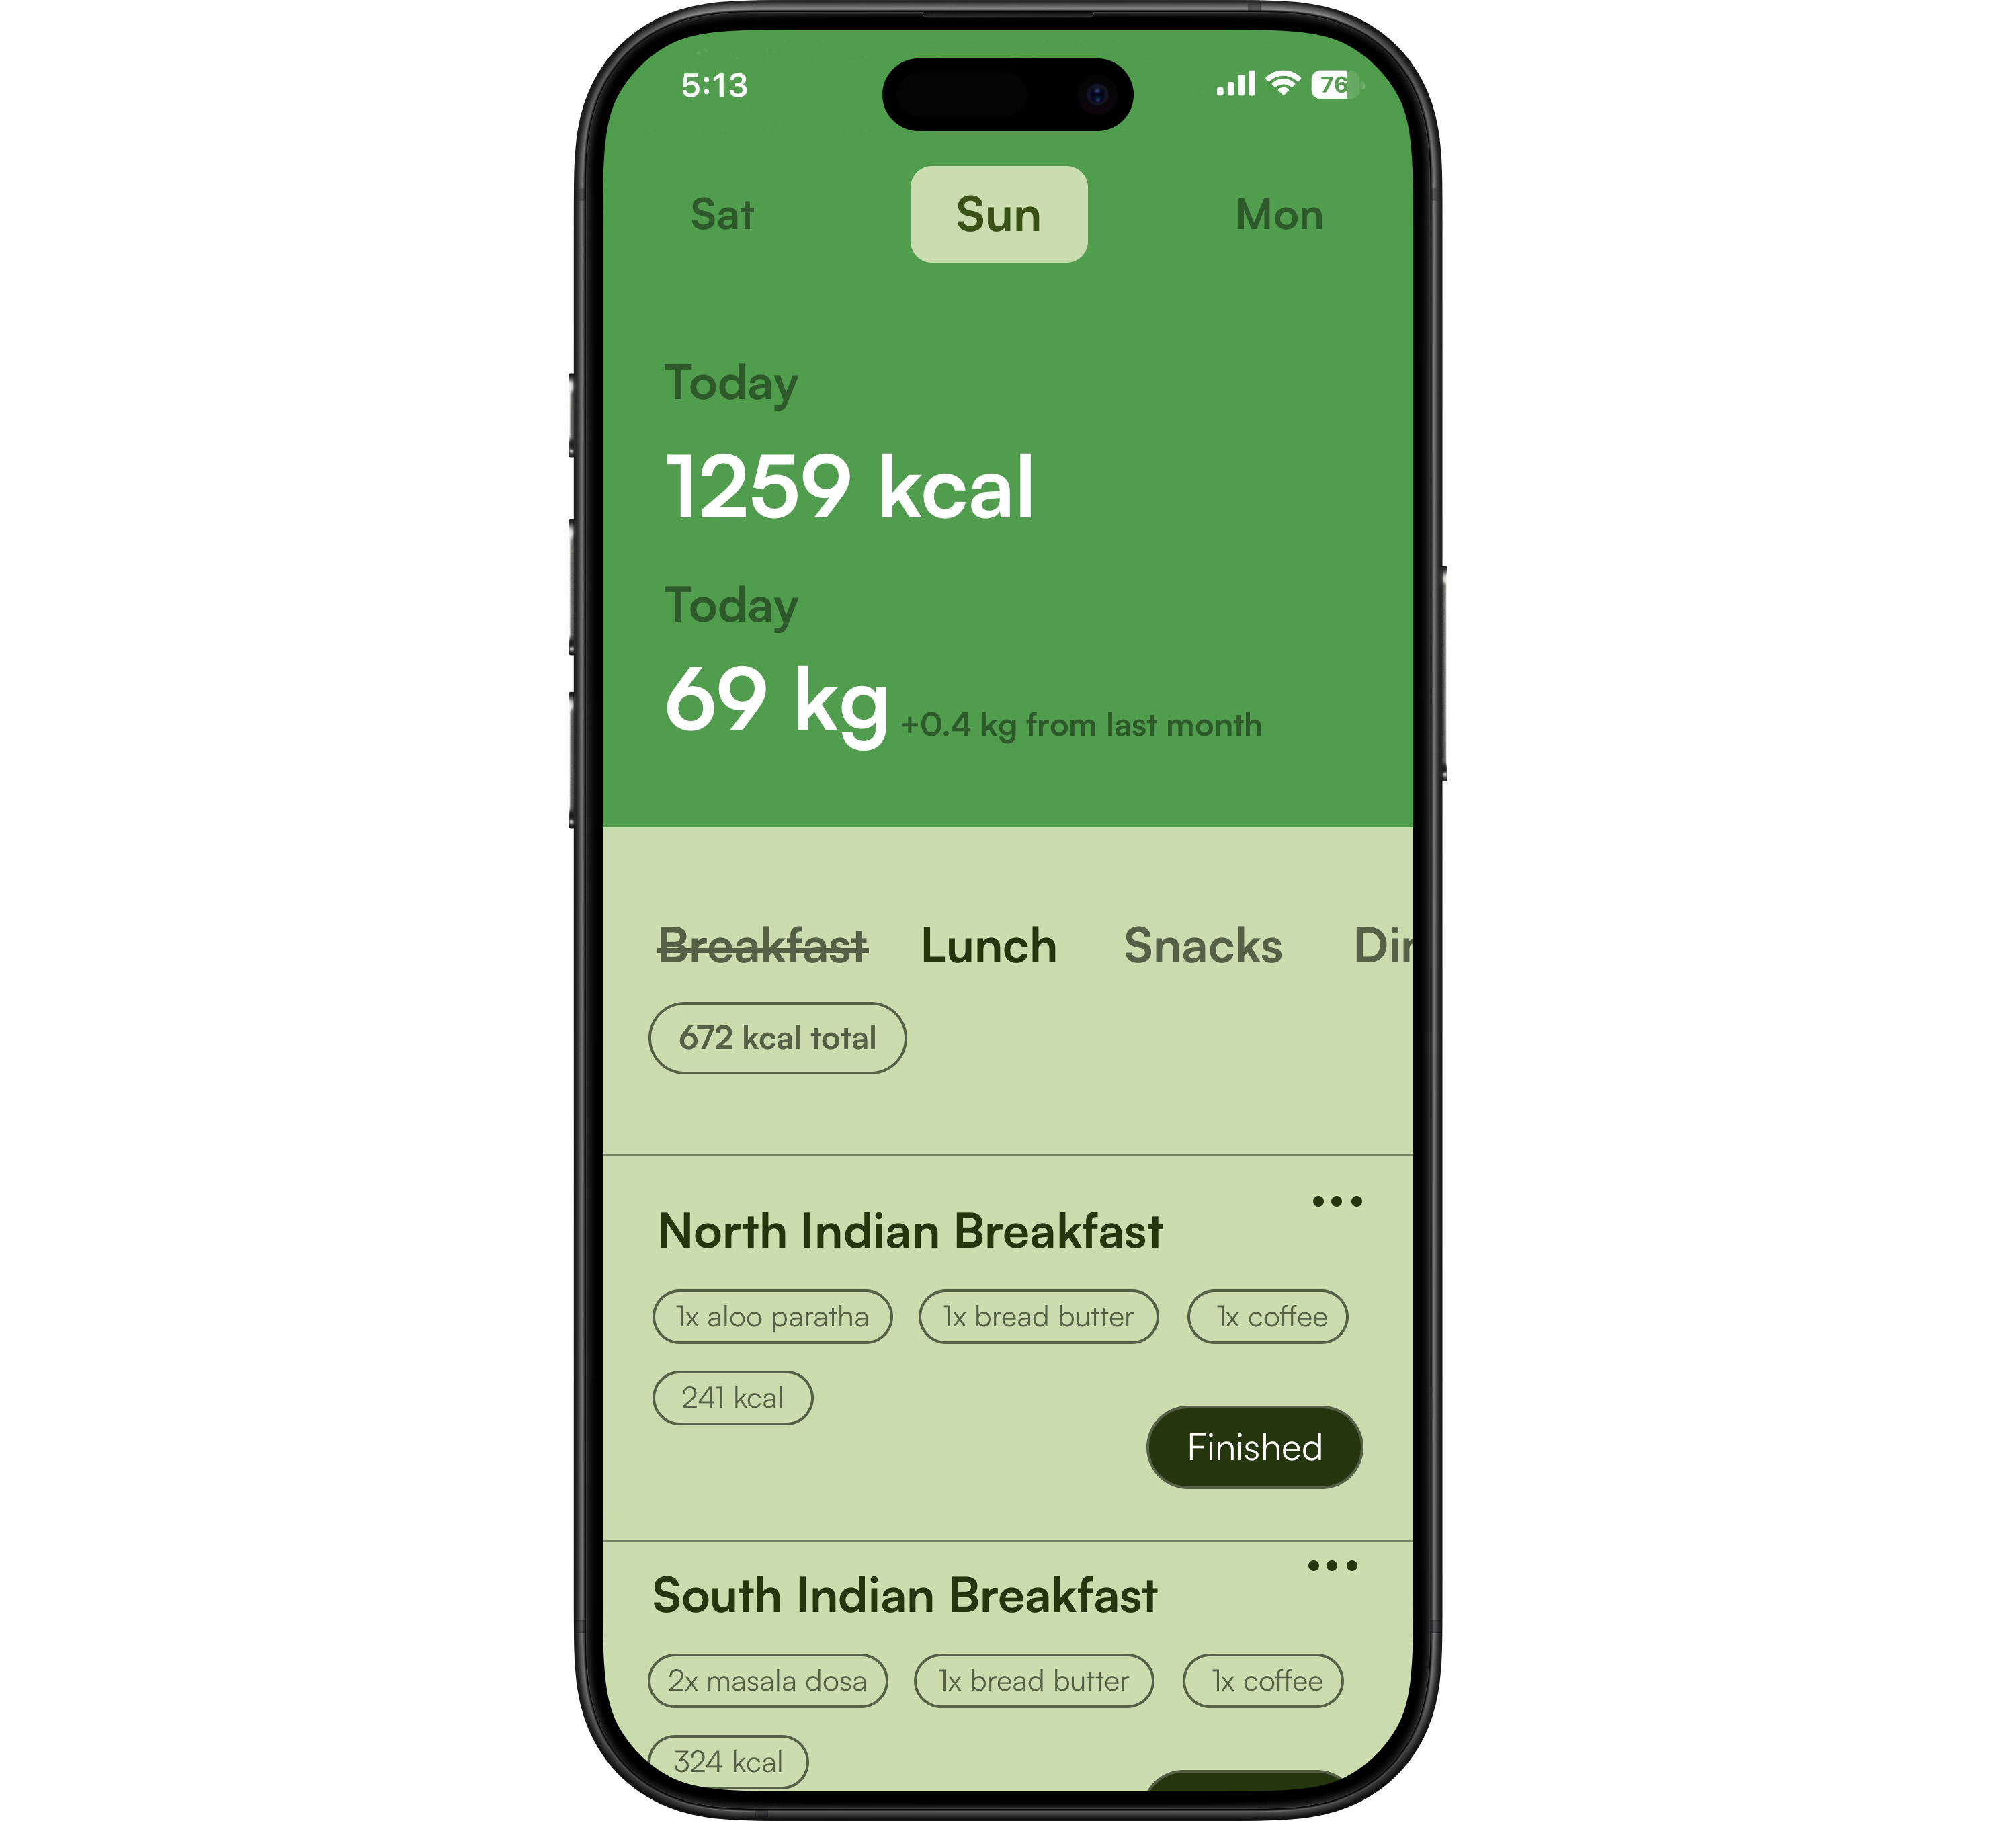 5:13
76
Sat Sun Mon
Today
1259 kcal
Today
69 kg +0.4 kg from last month
Breakfast Lunch Snacks Din
672 kcal total
North Indian Breakfast
1x aloo paratha 1x bread butter 1x coffee
241 kcal
Finished
South Indian Breakfast
2x masala dosa 1x bread butter 1x coffee
324 kcal